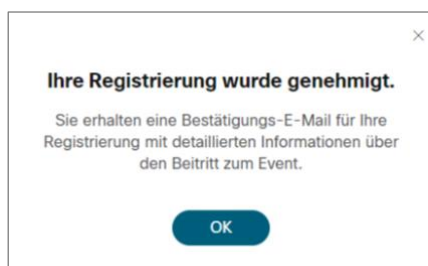 Ihre Registrierung wurde genehmigt.
Sie erhalten eine Bestätigungs-E-Mail für Ihre
Registrierung mit detaillierten Informationen über
den Beitritt zum Event.
OK